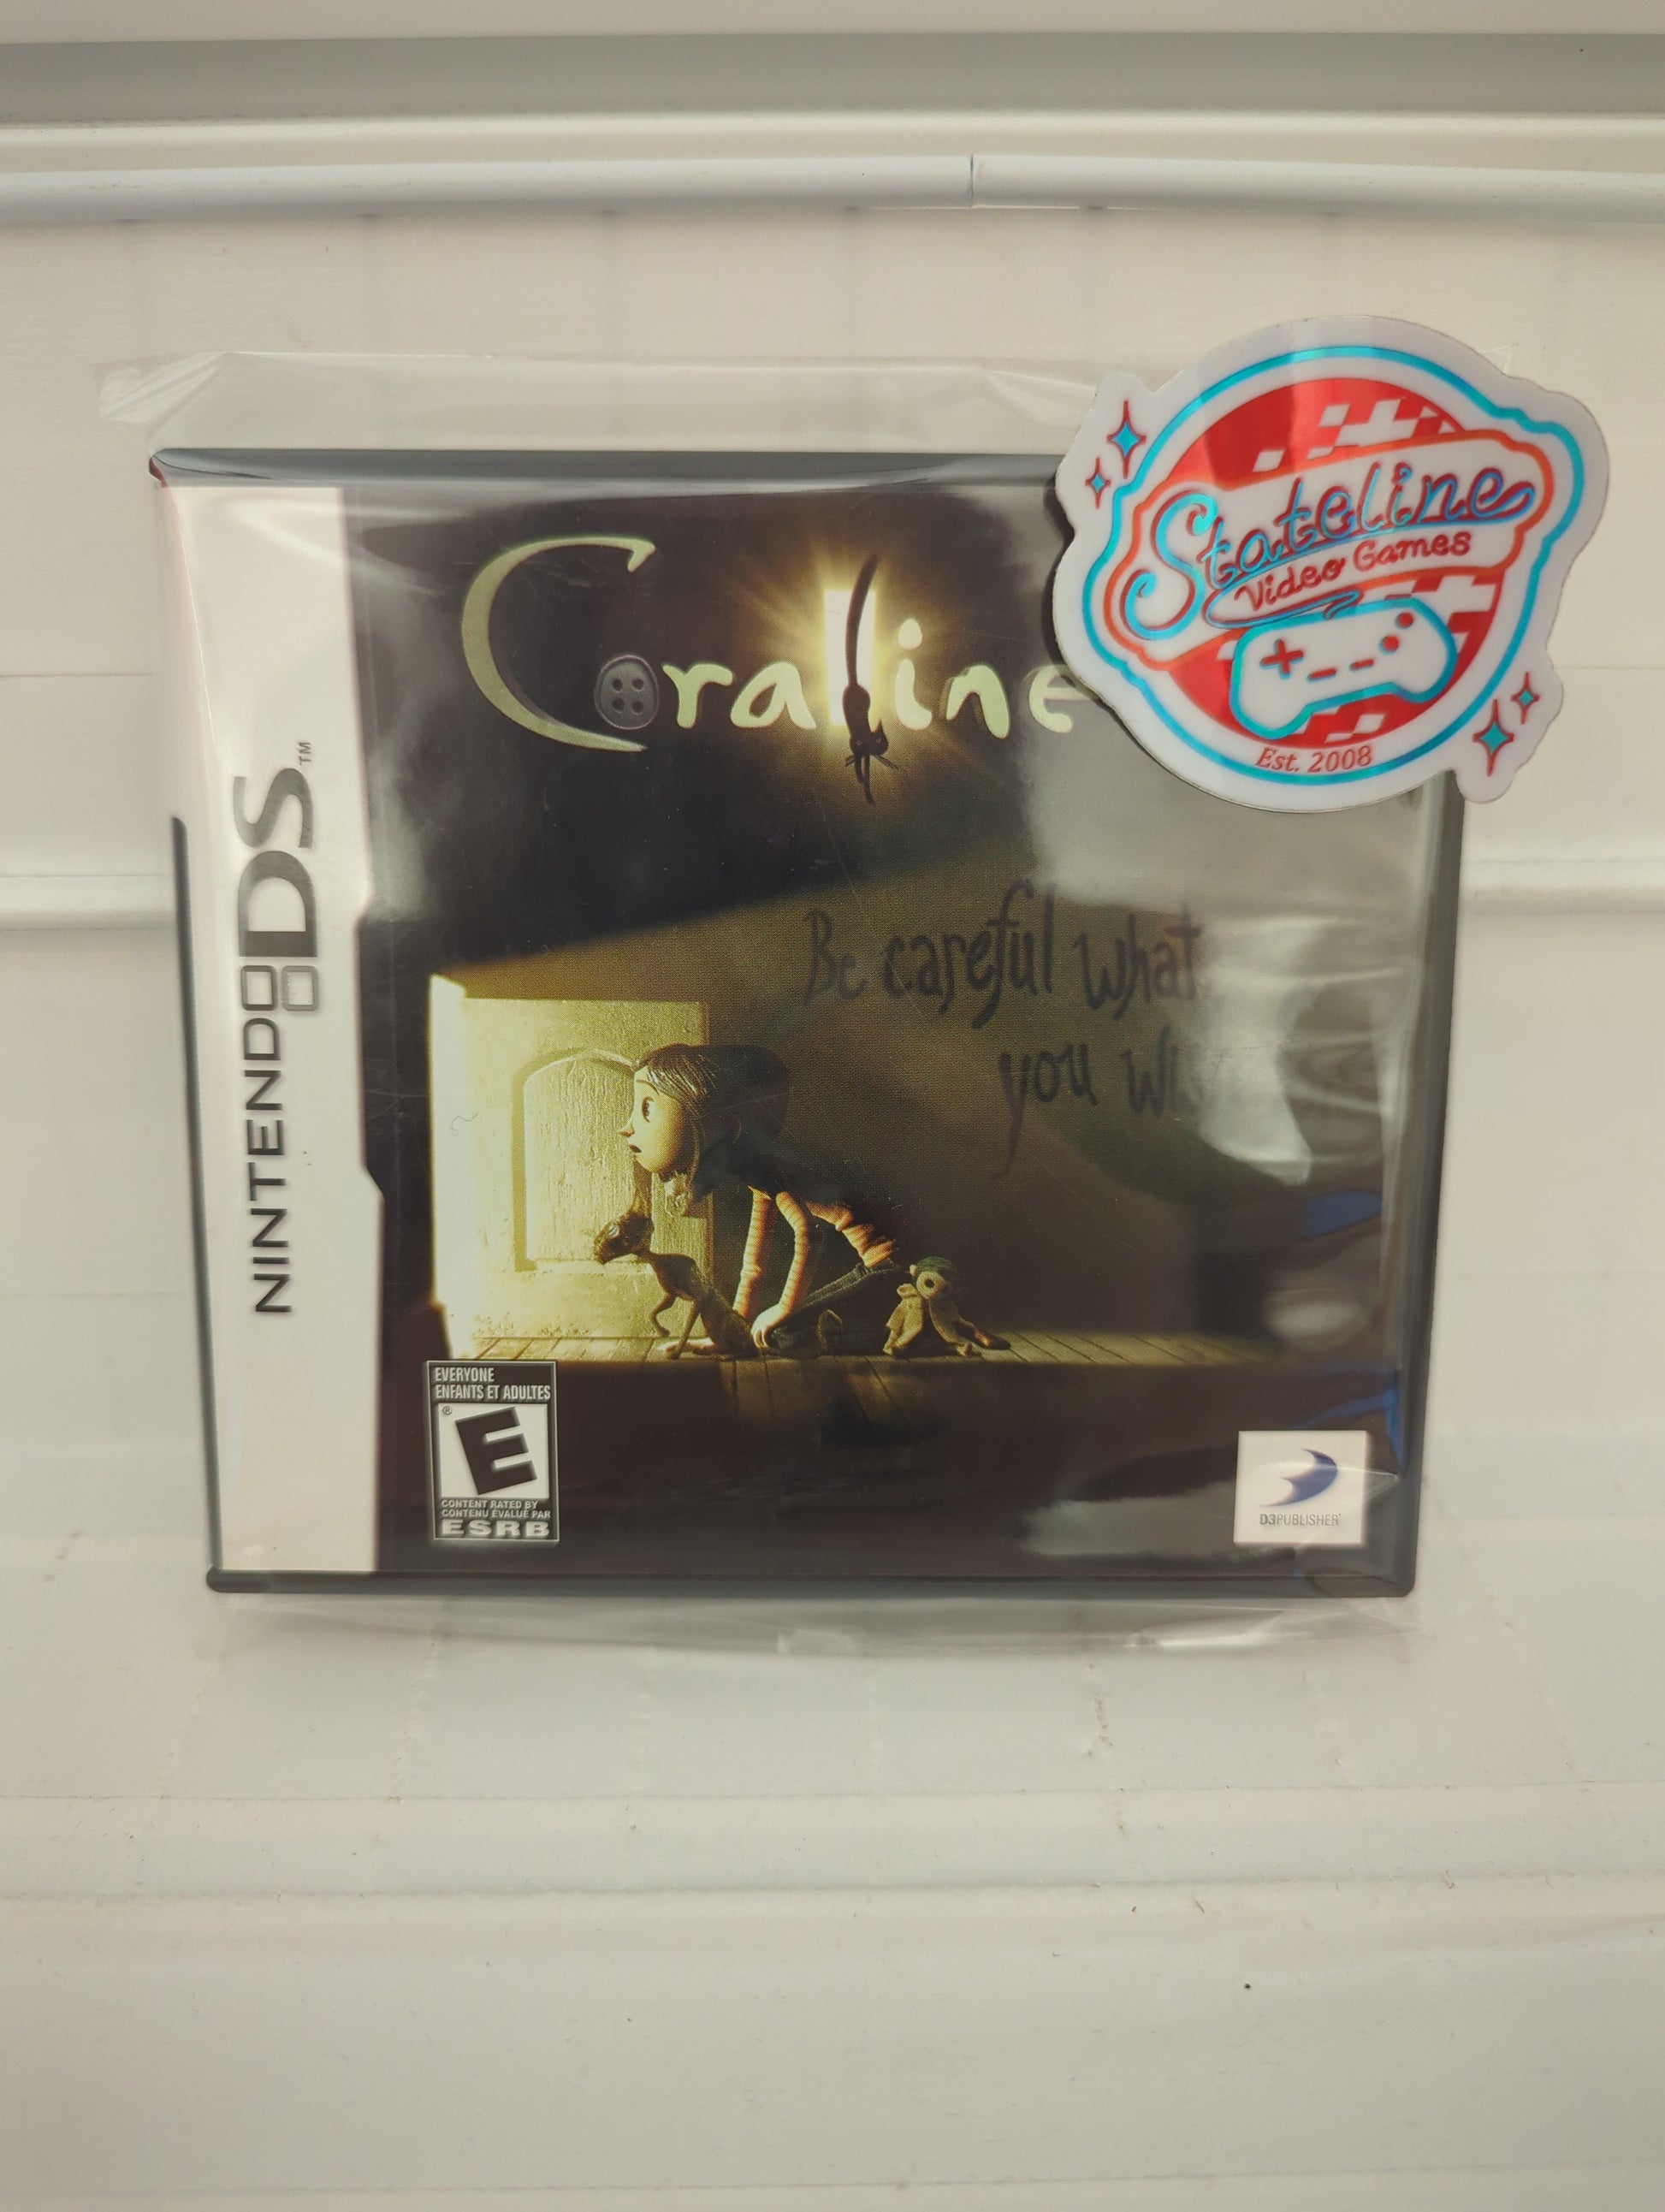 Coraline
Stateline
Video Games
Est. 2008
NINTENDO DS™
Be careful what
you
EVERYONE
ENFANTS ET ADULTES
E
®
CONTENT RATED BY
CONTENU ÉVALUÉ PAR
ESRB
D3PUBLISHER